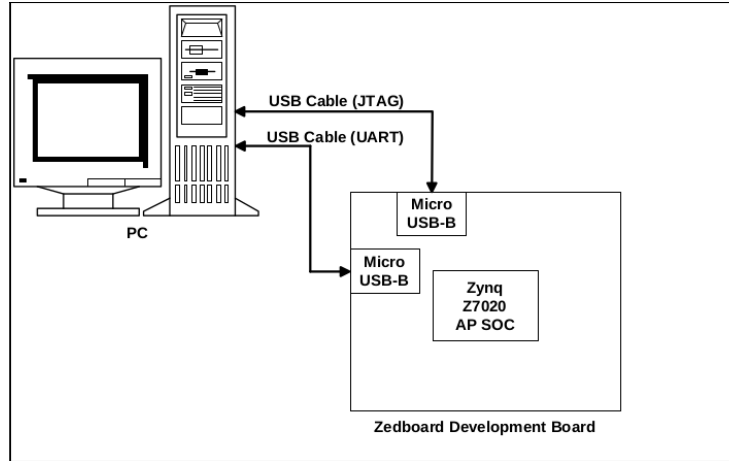 USB Cable (JTAG)
USB Cable (UART)
PC
Micro
USB-B
Micro
USB-B
Zynq
Z7020
AP SOC
Zedboard Development Board